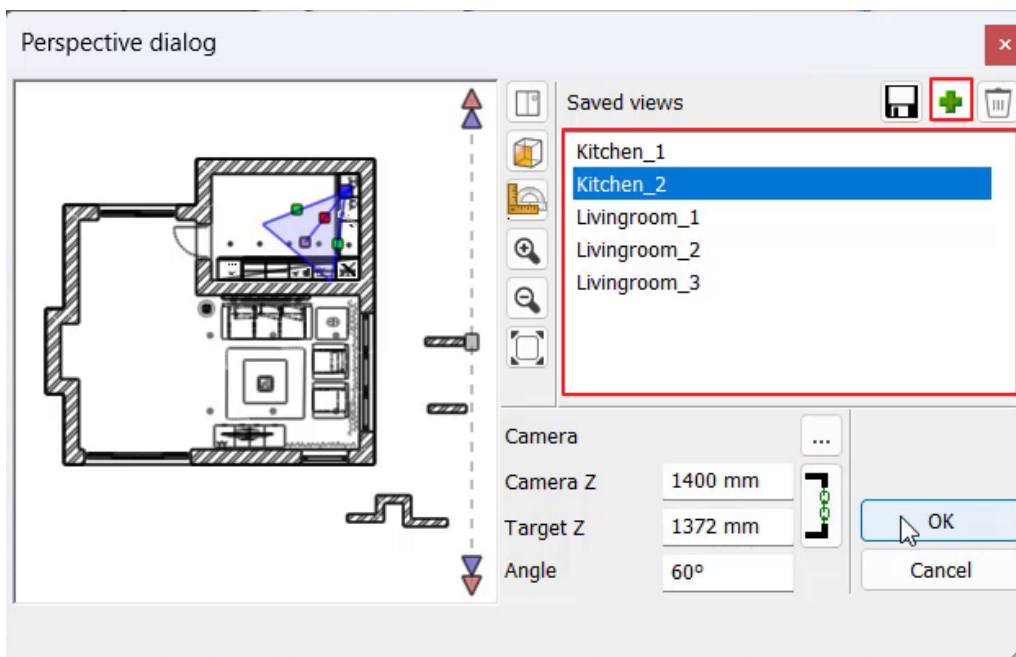 Perspective dialog
Saved views
Kitchen_1
Kitchen_2
Livingroom_1
Livingroom_2
Livingroom_3
Camera
...
Camera Z 1400 mm
Target Z 1372 mm
Angle 60º
OK
Cancel